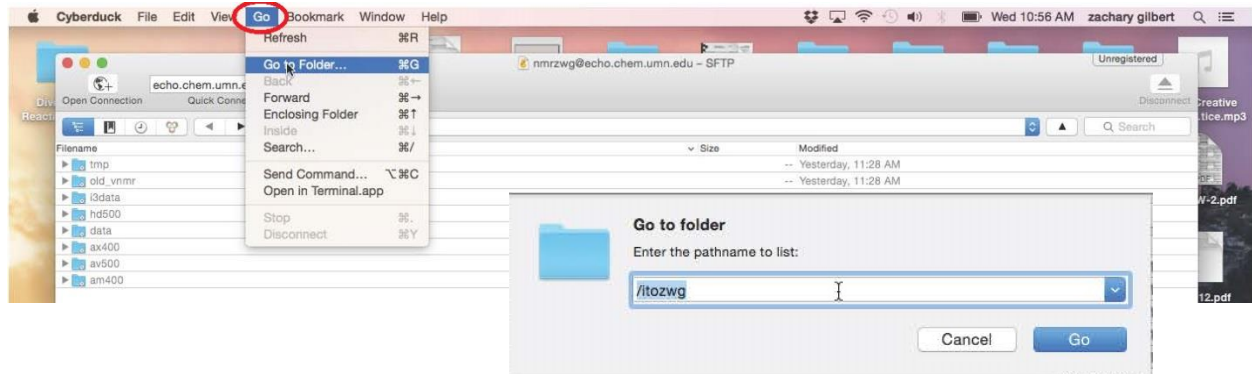 Cyberduck File Edit View Go Bookmark Window Help Wed 10:56 AM zachary gilbert
Refresh ⌘R
Go to Folder... ⌘G
Back ⌘←
Forward ⌘→
Enclosing Folder ⌘↑
Inside ⌘↓
Search... ⌘/
Send Command... ⌥⌘C
Open in Terminal.app
Stop ⌘.
Disconnect ⌘Y
nmrzwg@echo.chem.umn.edu – SFTP
Unregistered
echo.chem.umn.e
Open Connection Quick Conne Disconnect
Creative
tice.mp3
Search
Filename Size Modified
tmp -- Yesterday, 11:28 AM
old_vnmr -- Yesterday, 11:28 AM
i3data
hd500
data
ax400
av500
am400
W-2.pdf
12.pdf
Go to folder
Enter the pathname to list:
/itozwg
Cancel Go